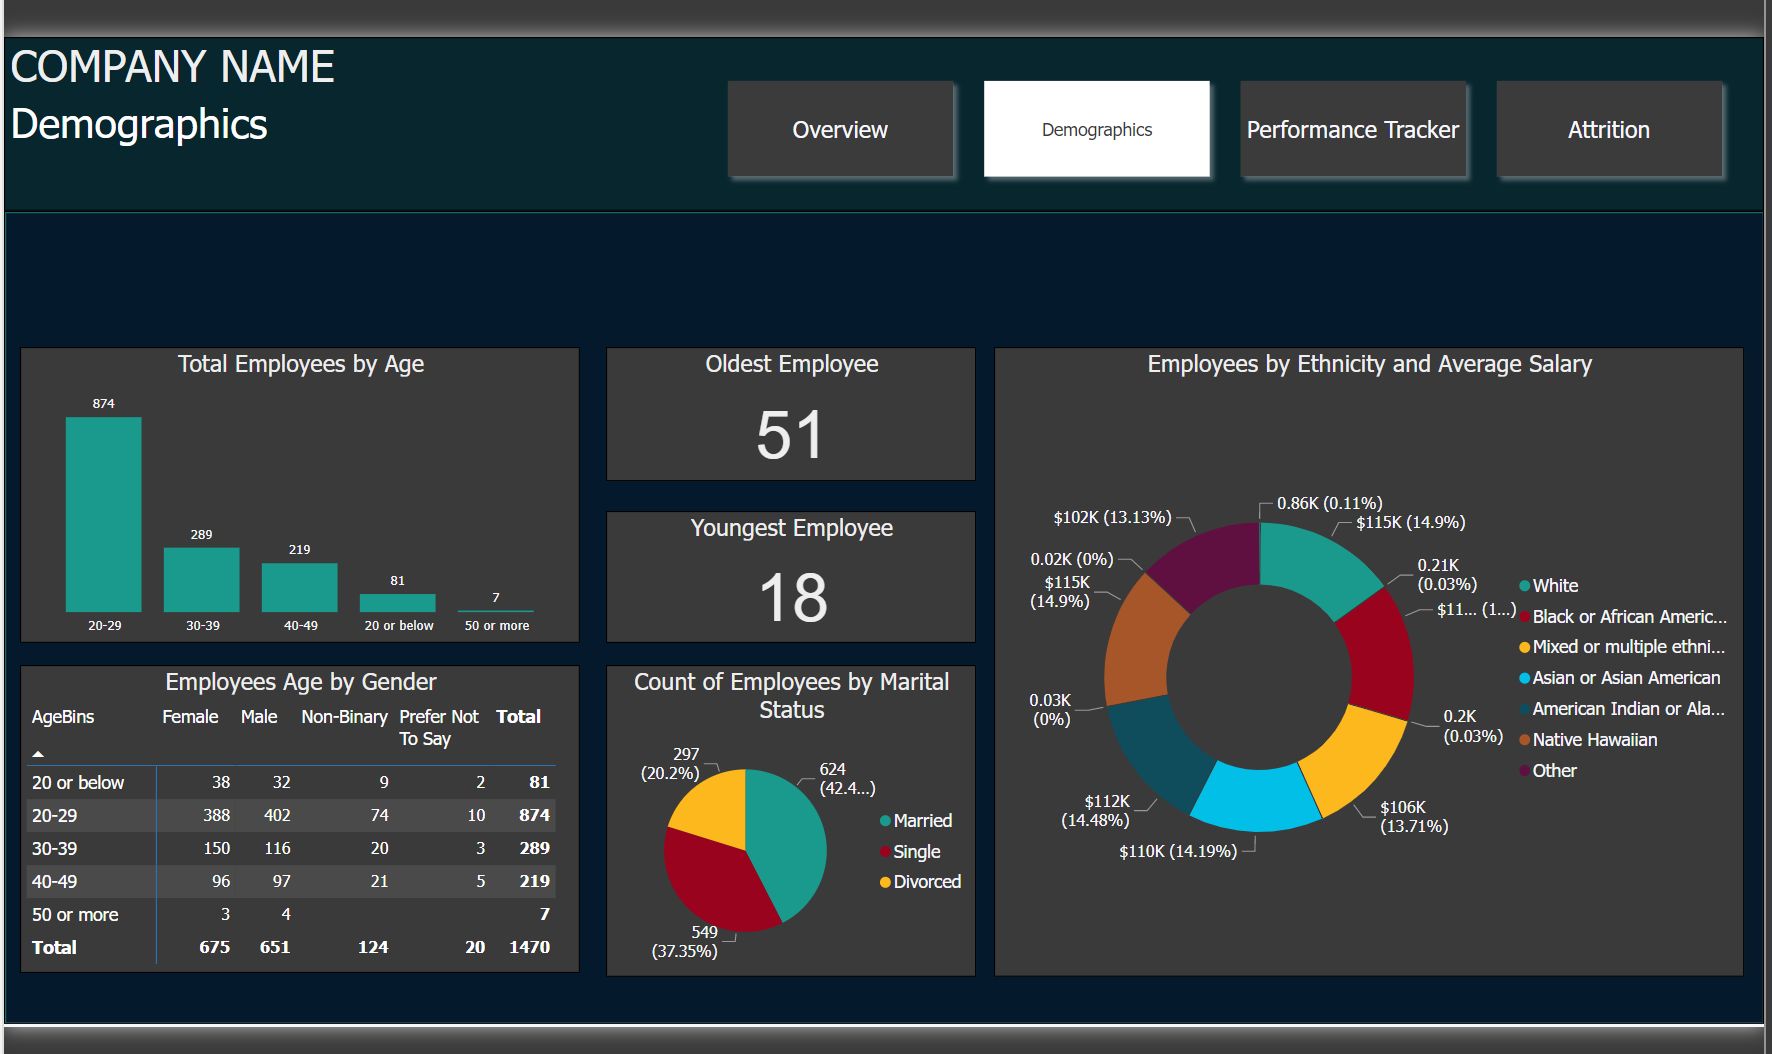 COMPANY NAME
Demographics
Overview
Demographics
Performance Tracker
Attrition
Total Employees by Age
874
289
219
81
7
20-29
30-39
40-49
20 or below
50 or more
Oldest Employee
51
Youngest Employee
18
Employees by Ethnicity and Average Salary
0.86K (0.11%)
$115K (14.9%)
0.21K
(0.03%)
$11... (1...)
0.2K
(0.03%)
$106K
(13.71%)
$110K (14.19%)
$112K
(14.48%)
0.03K
(0%)
$115K
(14.9%)
0.02K (0%)
$102K (13.13%)
White
Black or African Americ...
Mixed or multiple ethni...
Asian or Asian American
American Indian or Ala...
Native Hawaiian
Other
Employees Age by Gender
AgeBins Female Male Non-Binary Prefer Not Total
To Say
20 or below 38 32 9 2 81
20-29 388 402 74 10 874
30-39 150 116 20 3 289
40-49 96 97 21 5 219
50 or more 3 4 7
Total 675 651 124 20 1470
Count of Employees by Marital
Status
297
(20.2%)
624
(42.4...)
549
(37.35%)
Married
Single
Divorced